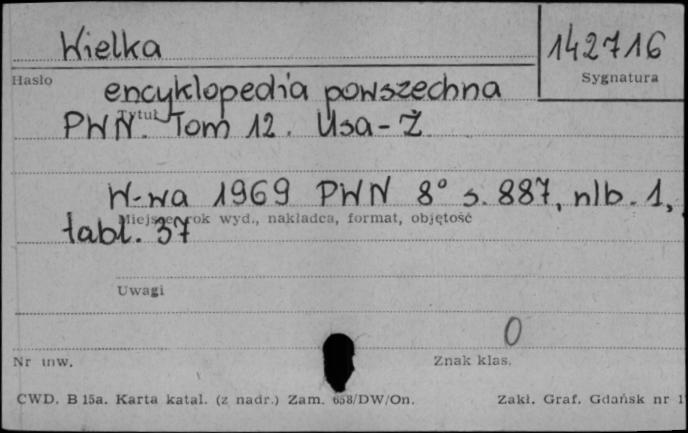 Wielka 142716
Hasło Sygnatura
encyklopedia powszechna
Tytuł
PWN. Tom 12. Usa-Ż
W-wa 1969 PWN 8° s. 887, nlb. 1,
Miejsce, rok wyd., nakładca, format, objętość
tabl. 37
Uwagi
0
Nr inw. Znak klas.
CWD. B 15a. Karta katal. (z nadr.) Zam. 658/DW/On. Zakł. Graf. Gdańsk nr